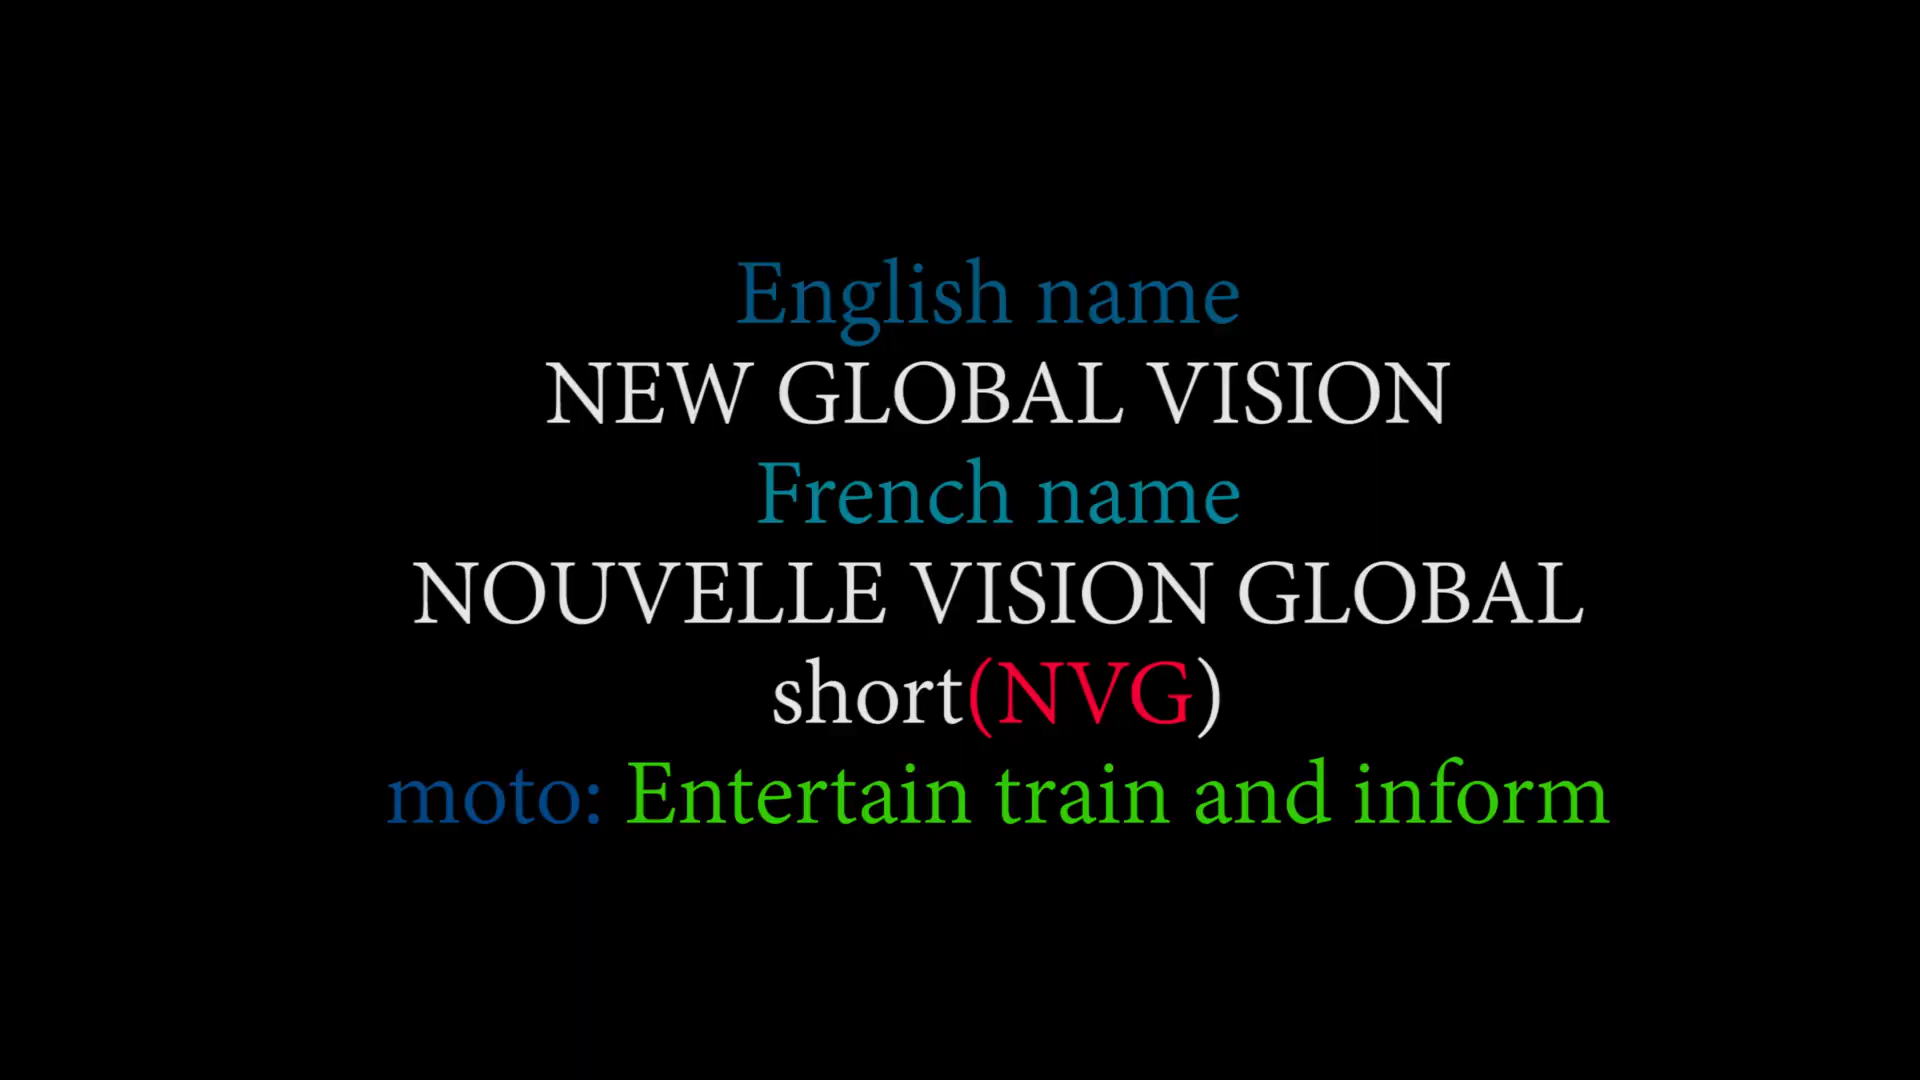 English name
NEW GLOBAL VISION
French name
NOUVELLE VISION GLOBAL
short(NVG)
moto: Entertain train and inform